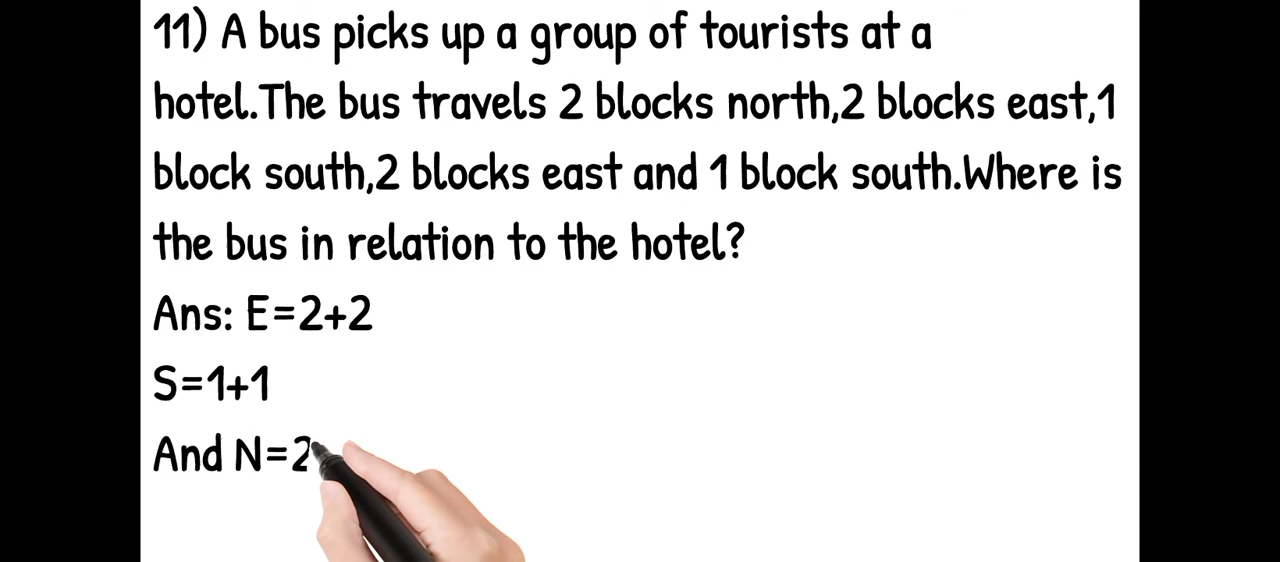 11) A bus picks up a group of tourists at a
hotel.The bus travels 2 blocks north,2 blocks east,1
block south,2 blocks east and 1 block south.Where is
the bus in relation to the hotel?
Ans: E=2+2
S=1+1
And N=2